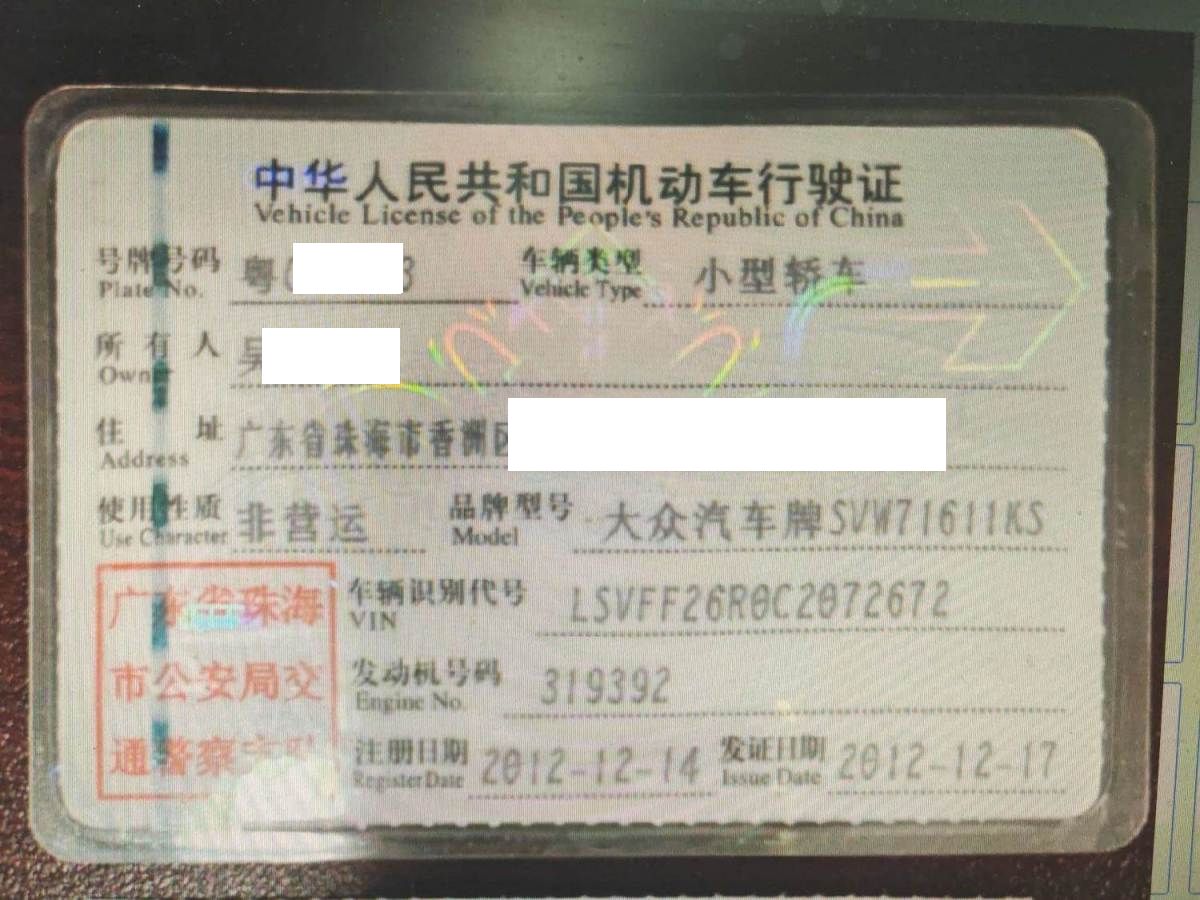 中华人民共和国机动车行驶证
Vehicle License of the People's Republic of China
号牌号码 粤 3 车辆类型 小型轿车
Plate No. Vehicle Type
所有人 吴
Owner
住址 广东省珠海市香洲区
Address
使用性质 非营运 品牌型号 大众汽车牌SVW71611KS
Use Character Model
广东省珠海
市公安局交
通警察支队
车辆识别代号 LSVFF26R0C2072672
VIN
发动机号码 319392
Engine No.
注册日期 2012-12-14 发证日期 2012-12-17
Register Date Issue Date